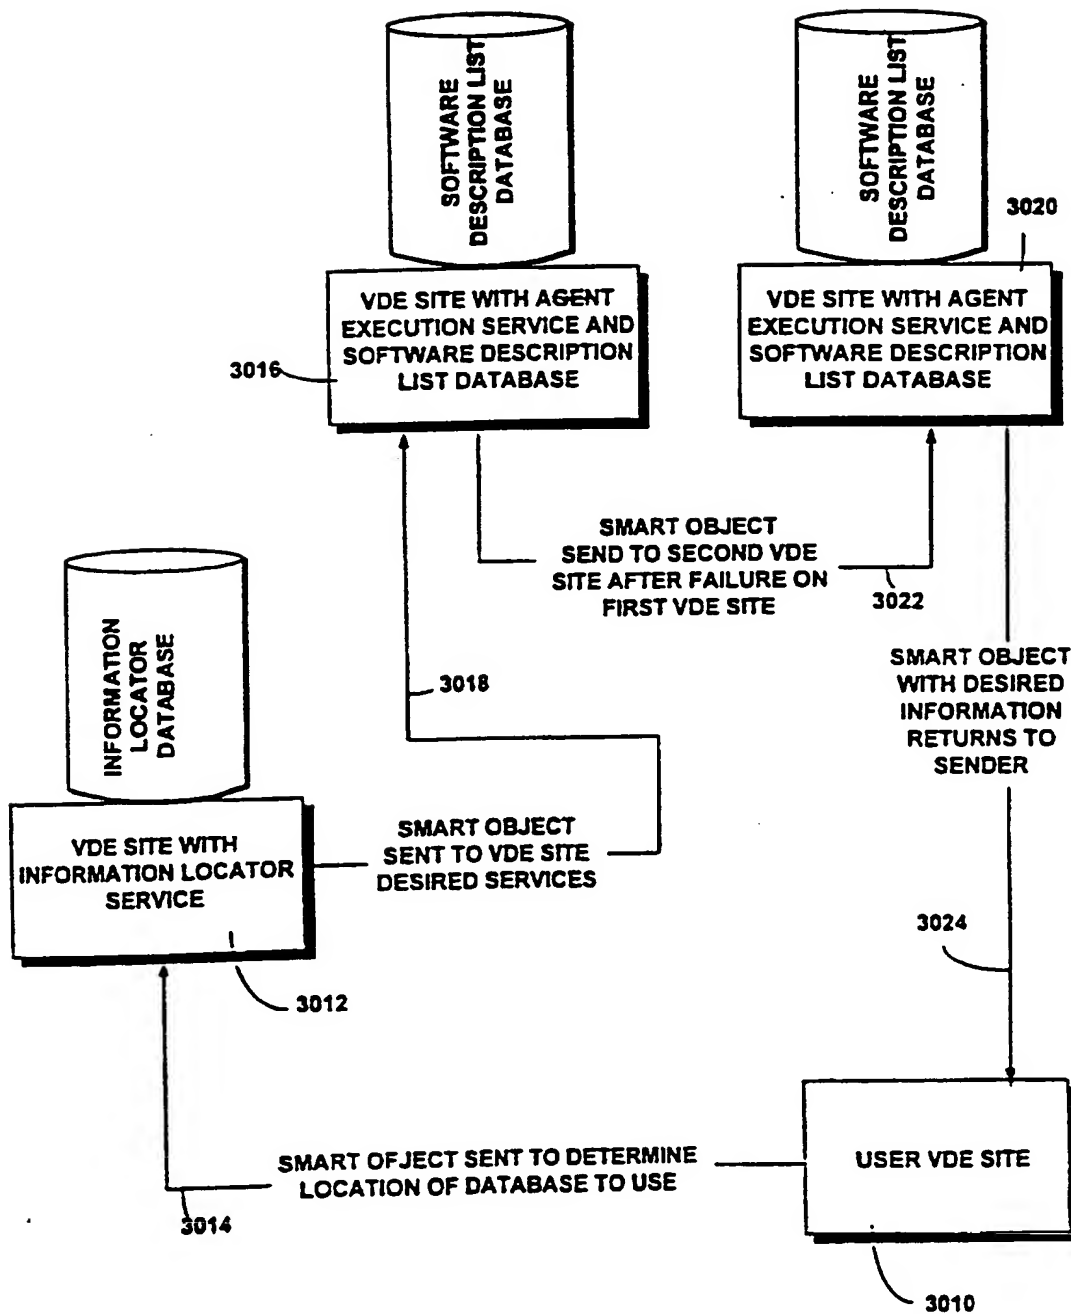 SOFTWARE
DESCRIPTION LIST
DATABASE
SOFTWARE
DESCRIPTION LIST
DATABASE
3020
VDE SITE WITH AGENT
EXECUTION SERVICE AND
SOFTWARE DESCRIPTION
LIST DATABASE
3016
VDE SITE WITH AGENT
EXECUTION SERVICE AND
SOFTWARE DESCRIPTION
LIST DATABASE
SMART OBJECT
SEND TO SECOND VDE
SITE AFTER FAILURE ON
FIRST VDE SITE
3022
INFORMATION
LOCATOR
DATABASE
3018
SMART OBJECT
WITH DESIRED
INFORMATION
RETURNS TO
SENDER
VDE SITE WITH
INFORMATION LOCATOR
SERVICE
SMART OBJECT
SENT TO VDE SITE
DESIRED SERVICES
3024
3012
SMART OFJECT SENT TO DETERMINE
LOCATION OF DATABASE TO USE
3014
USER VDE SITE
3010